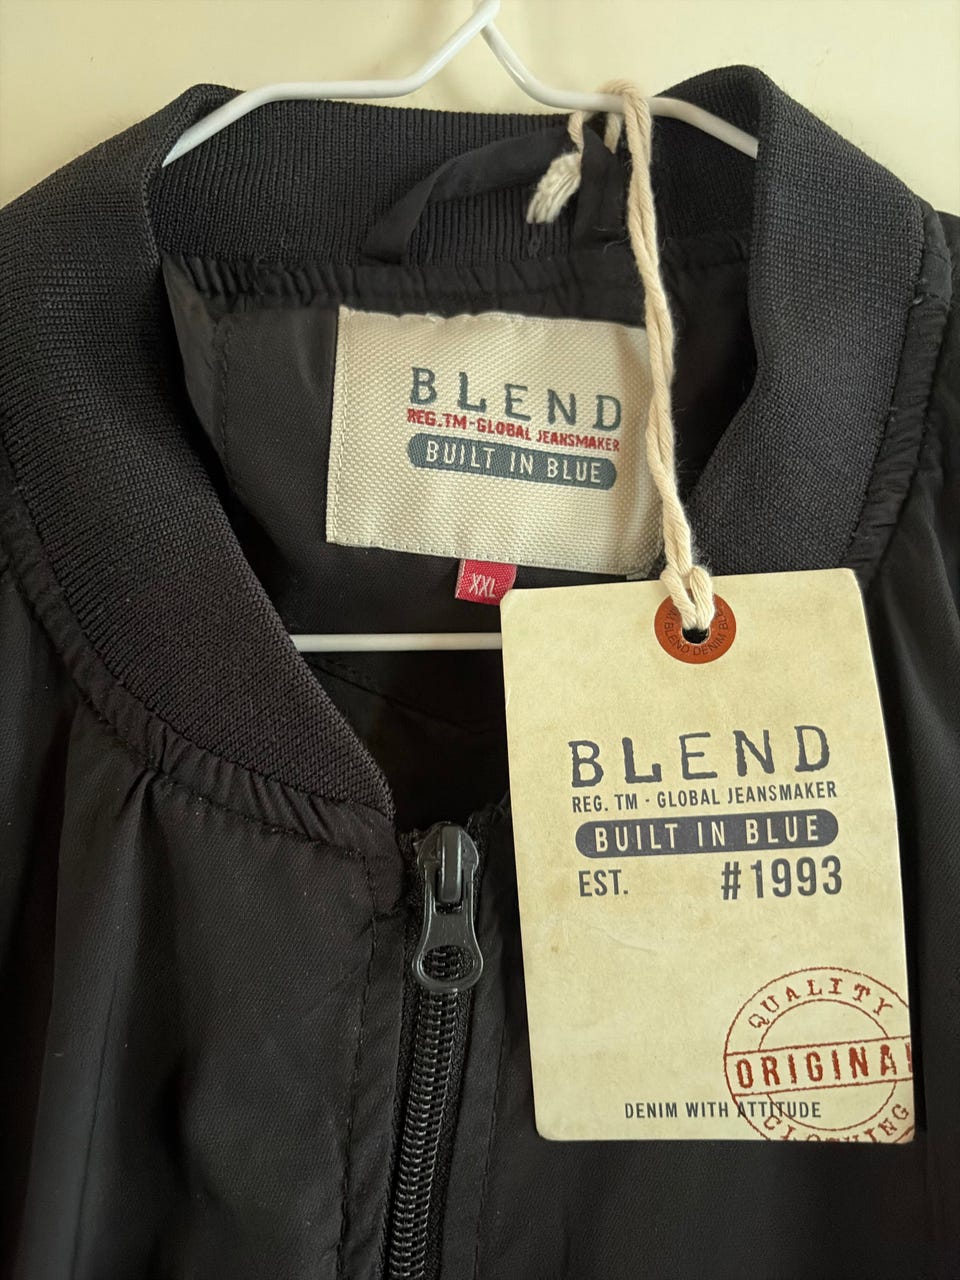 BLEND
REG.TM-GLOBAL JEANSMAKER
BUILT IN BLUE
XXL
BLEND DENIM
BLEND
REG. TM - GLOBAL JEANSMAKER
BUILT IN BLUE
EST. #1993
QUALITY
ORIGINAL
CLOTHING
DENIM WITH ATTITUDE